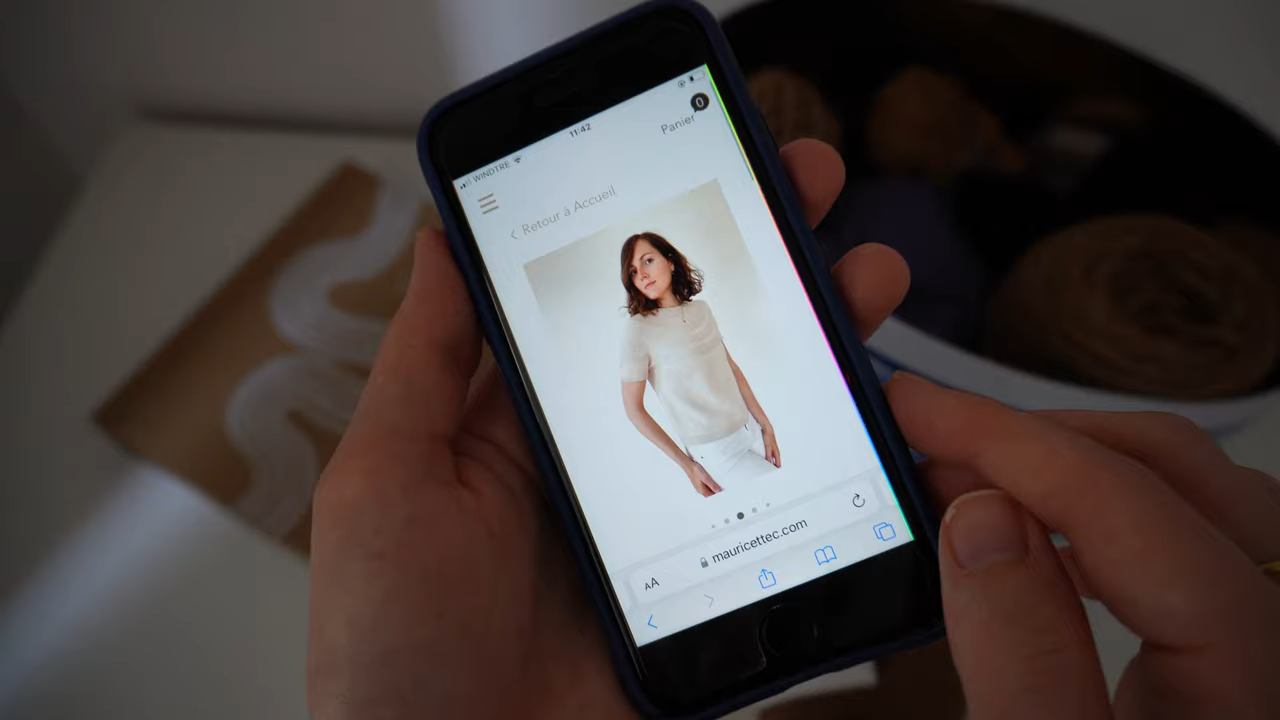 WINDTRE
11:42
Panier
0
< Retour à Accueil
AA
mauricettec.com